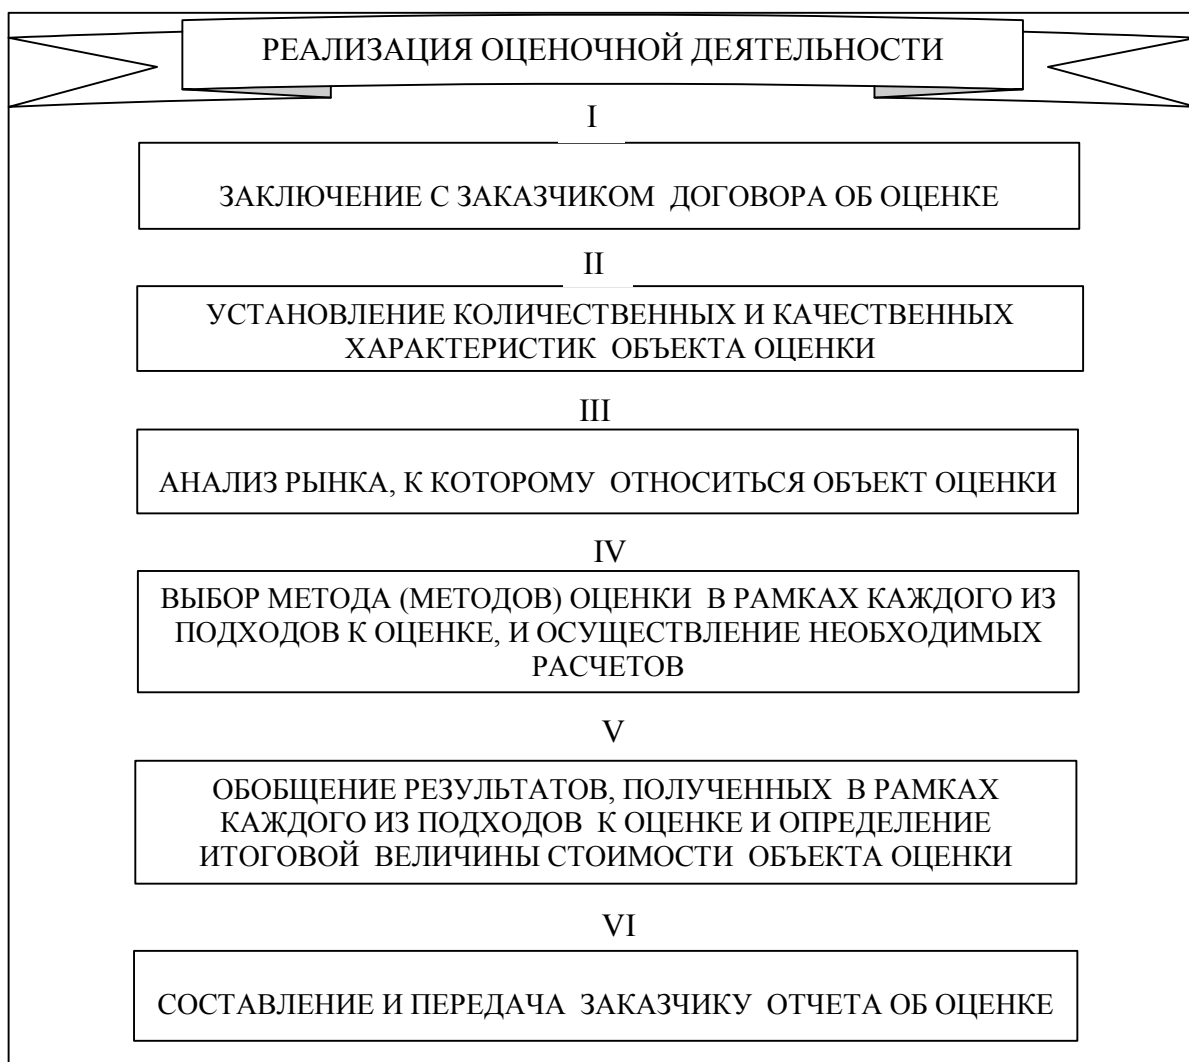 РЕАЛИЗАЦИЯ ОЦЕНОЧНОЙ ДЕЯТЕЛЬНОСТИ
I
ЗАКЛЮЧЕНИЕ С ЗАКАЗЧИКОМ ДОГОВОРА ОБ ОЦЕНКЕ
II
УСТАНОВЛЕНИЕ КОЛИЧЕСТВЕННЫХ И КАЧЕСТВЕННЫХ
ХАРАКТЕРИСТИК ОБЪЕКТА ОЦЕНКИ
III
АНАЛИЗ РЫНКА, К КОТОРОМУ ОТНОСИТЬСЯ ОБЪЕКТ ОЦЕНКИ
IV
ВЫБОР МЕТОДА (МЕТОДОВ) ОЦЕНКИ В РАМКАХ КАЖДОГО ИЗ
ПОДХОДОВ К ОЦЕНКЕ, И ОСУЩЕСТВЛЕНИЕ НЕОБХОДИМЫХ
РАСЧЕТОВ
V
ОБОБЩЕНИЕ РЕЗУЛЬТАТОВ, ПОЛУЧЕННЫХ В РАМКАХ
КАЖДОГО ИЗ ПОДХОДОВ К ОЦЕНКЕ И ОПРЕДЕЛЕНИЕ
ИТОГОВОЙ ВЕЛИЧИНЫ СТОИМОСТИ ОБЪЕКТА ОЦЕНКИ
VI
СОСТАВЛЕНИЕ И ПЕРЕДАЧА ЗАКАЗЧИКУ ОТЧЕТА ОБ ОЦЕНКЕ